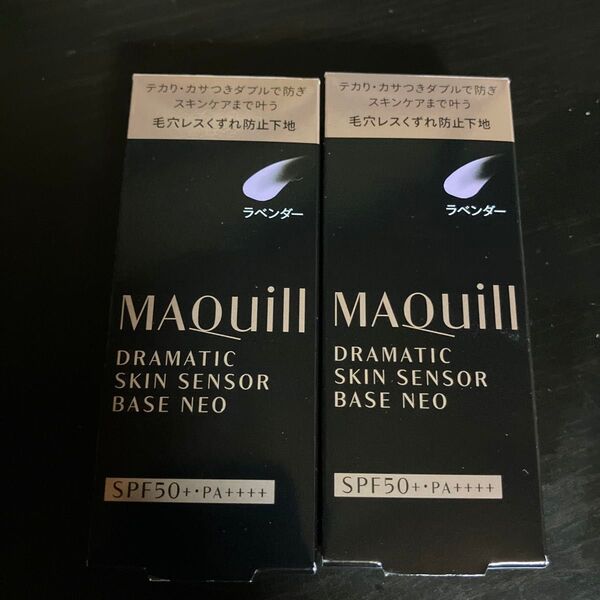 テカリ・カサつきダブルで防ぎ
スキンケアまで叶う
毛穴レスくずれ防止下地
ラベンダー
MAQuill
DRAMATIC
SKIN SENSOR
BASE NEO
SPF50+・PA++++
テカリ・カサつきダブルで防ぎ
スキンケアまで叶う
毛穴レスくずれ防止下地
ラベンダー
MAQuill
DRAMATIC
SKIN SENSOR
BASE NEO
SPF50+・PA++++